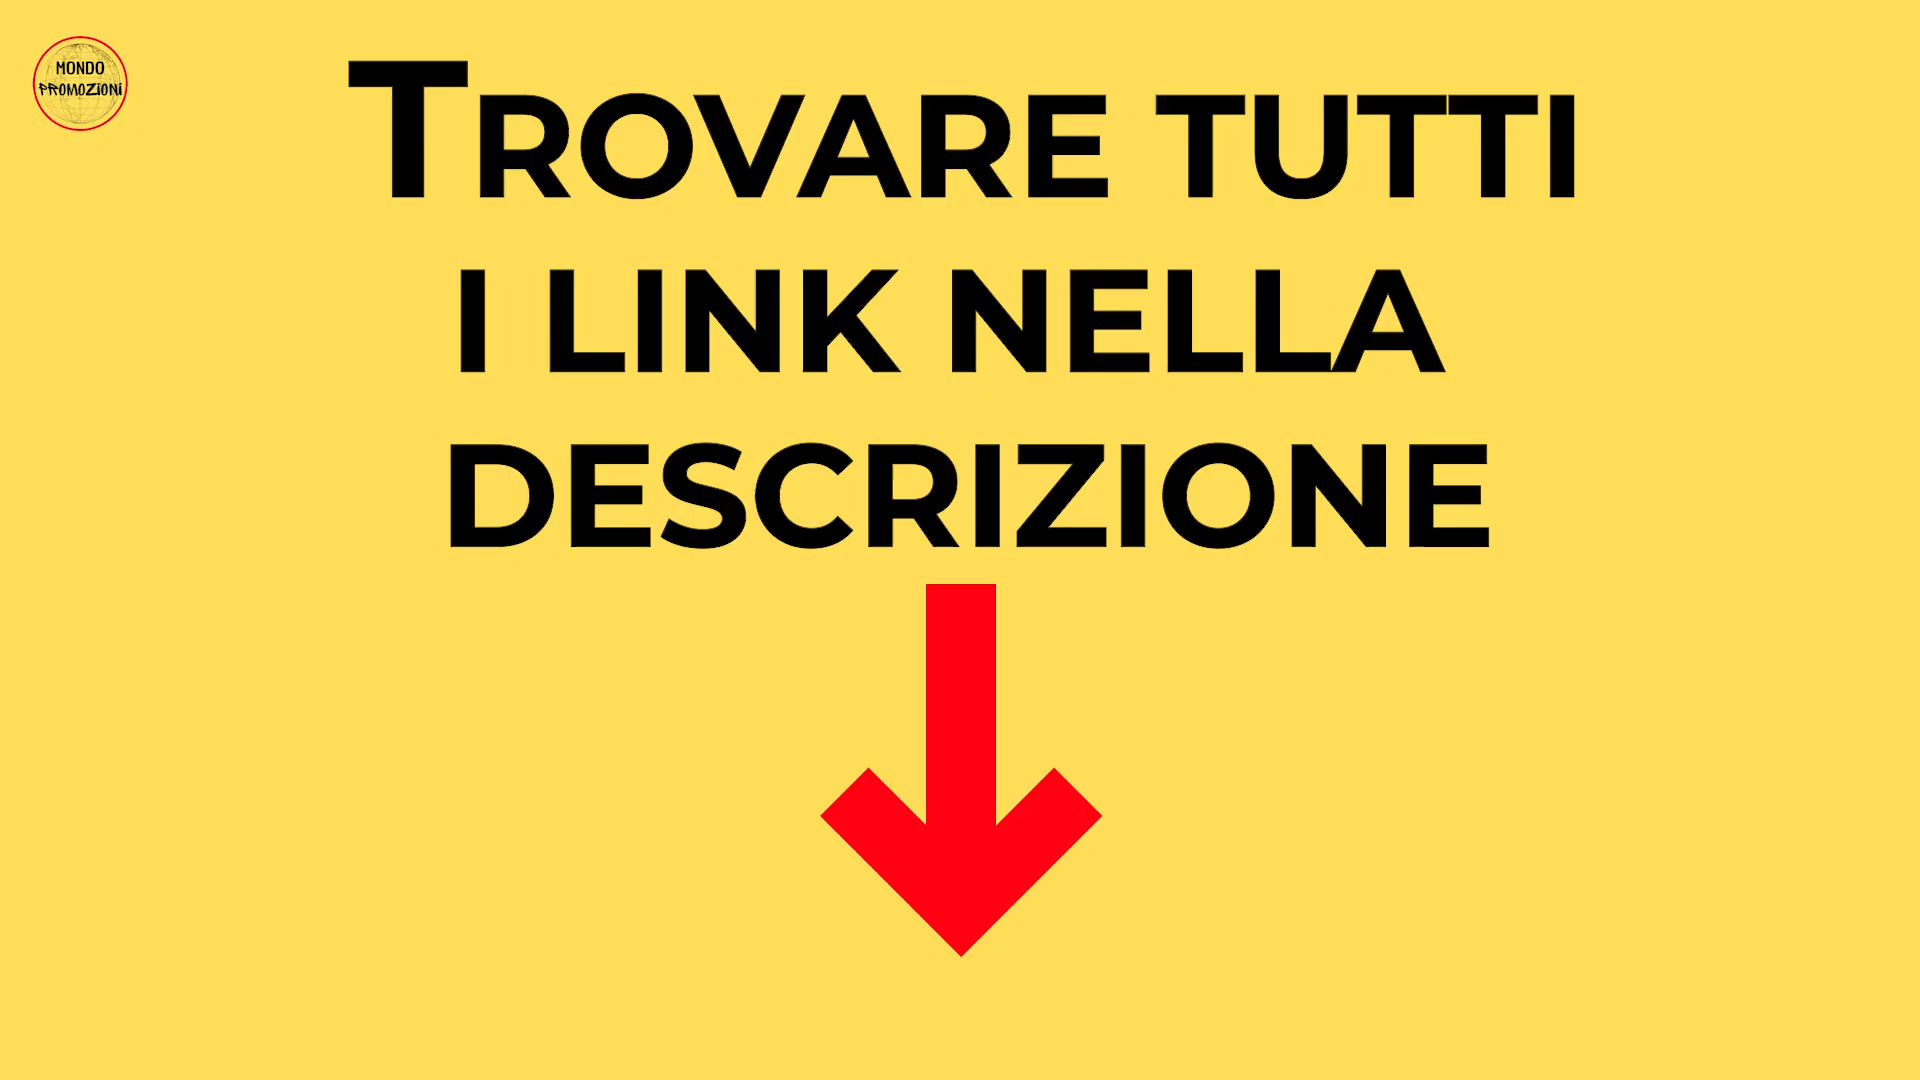 MONDO
PROMOZIONI
TROVARE TUTTI
I LINK NELLA
DESCRIZIONE